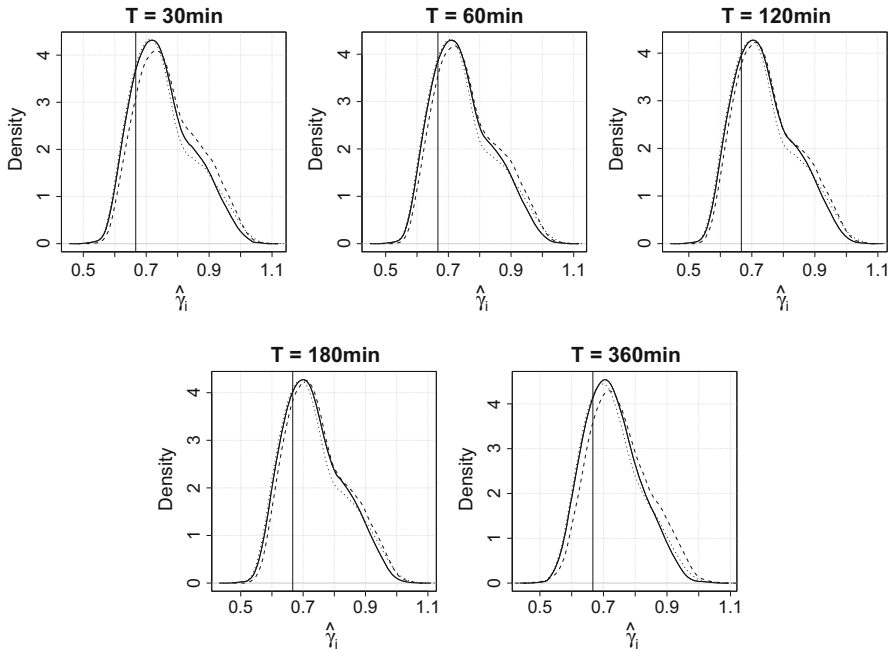 T = 30min
T = 60min
T = 120min
Density
0 1 2 3 4
0.5 0.7 0.9 1.1
γ̂i
Density
0 1 2 3 4
0.5 0.7 0.9 1.1
γ̂i
Density
0 1 2 3 4
0.5 0.7 0.9 1.1
γ̂i
T = 180min
T = 360min
Density
0 1 2 3 4
0.5 0.7 0.9 1.1
γ̂i
Density
0 1 2 3 4
0.5 0.7 0.9 1.1
γ̂i